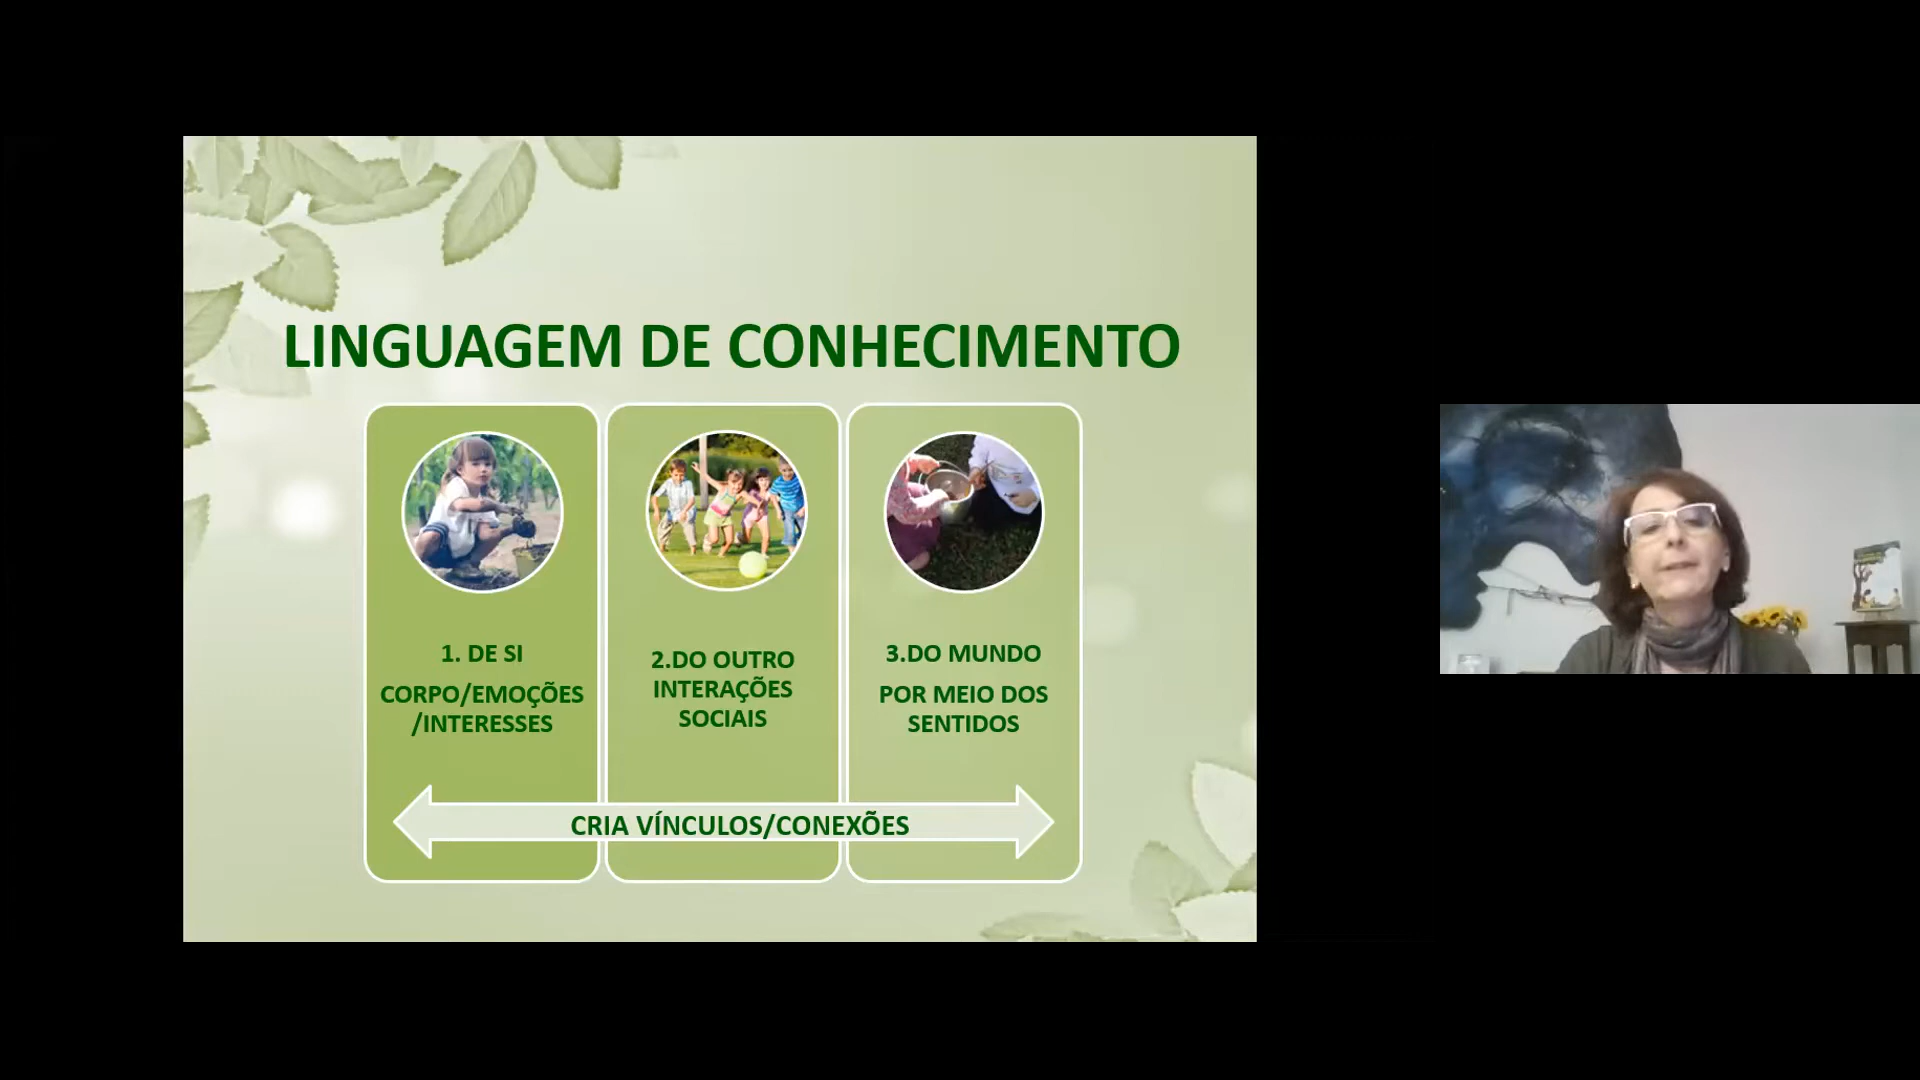 LINGUAGEM DE CONHECIMENTO
1. DE SI
CORPO/EMOÇÕES
/INTERESSES
2.DO OUTRO
INTERAÇÕES
SOCIAIS
3.DO MUNDO
POR MEIO DOS
SENTIDOS
CRIA VÍNCULOS/CONEXÕES